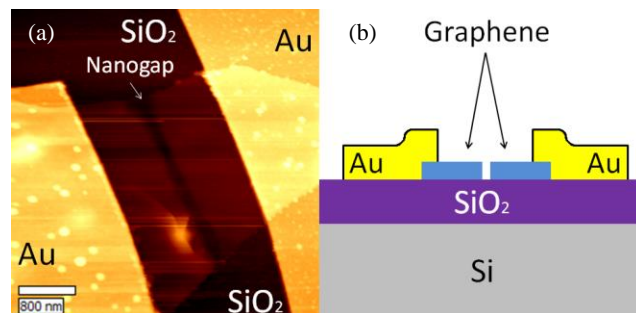 (a)
SiO₂
Au
Nanogap
Au
800 nm
SiO₂
(b)
Graphene
Au
Au
SiO₂
Si